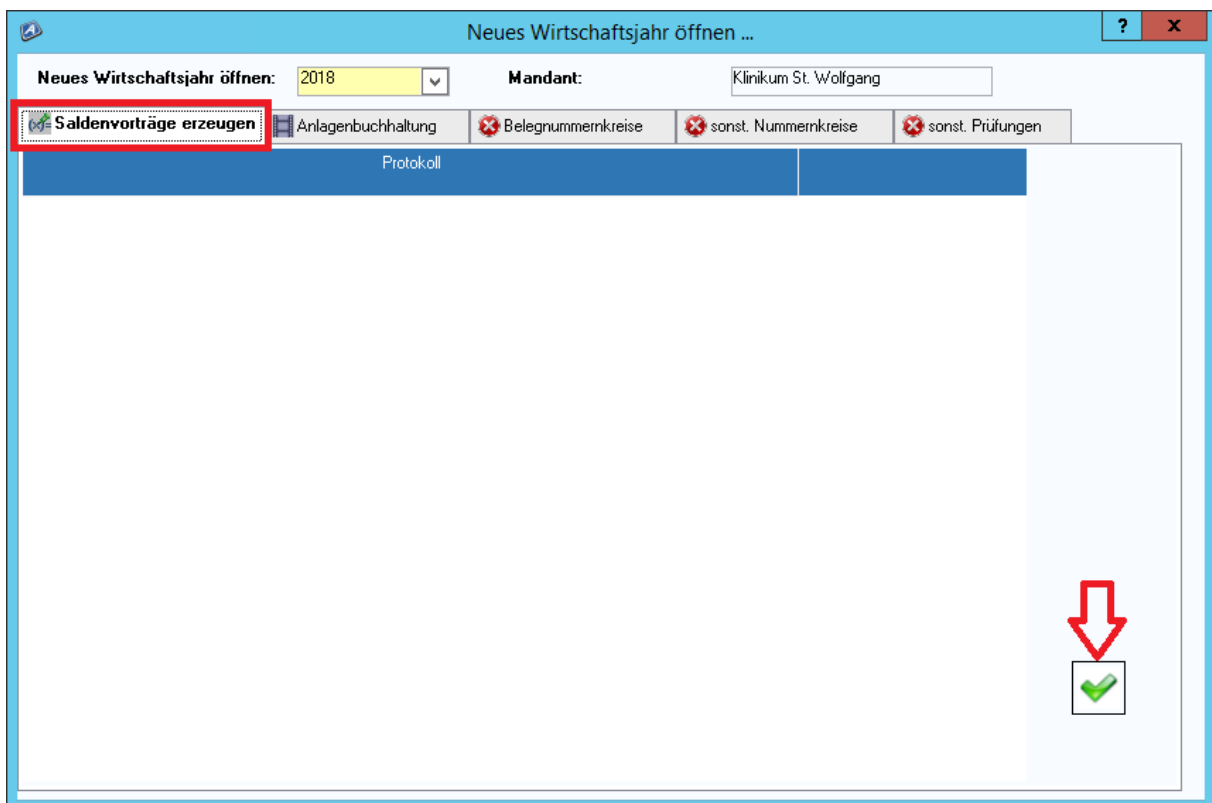 Neues Wirtschaftsjahr öffnen ...
? x
Neues Wirtschaftsjahr öffnen: 2018 Mandant: Klinikum St. Wolfgang
Saldenvorträge erzeugen Anlagenbuchhaltung Belegnummernkreise sonst. Nummernkreise sonst. Prüfungen
Protokoll